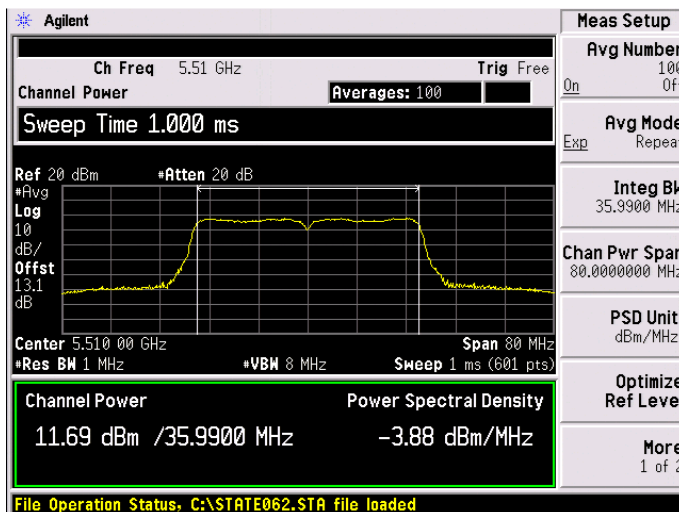 Agilent
Meas Setup
Ch Freq 5.51 GHz Trig Free
Channel Power Averages: 100
Sweep Time 1.000 ms
Ref 20 dBm #Atten 20 dB
#Avg
Log
10
dB/
Offst
13.1
dB
Center 5.510 00 GHz Span 80 MHz
#Res BW 1 MHz #VBW 8 MHz Sweep 1 ms (601 pts)
Channel Power Power Spectral Density
11.69 dBm /35.9900 MHz -3.88 dBm/MHz
File Operation Status, C:\STATE062.STA file loaded
Avg Number
100
On Of
Avg Mode
Exp Repea
Integ B
35.9900 MHz
Chan Pwr Span
80.0000000 MHz
PSD Unit
dBm/MHz
Optimize
Ref Leve
More
1 of 2